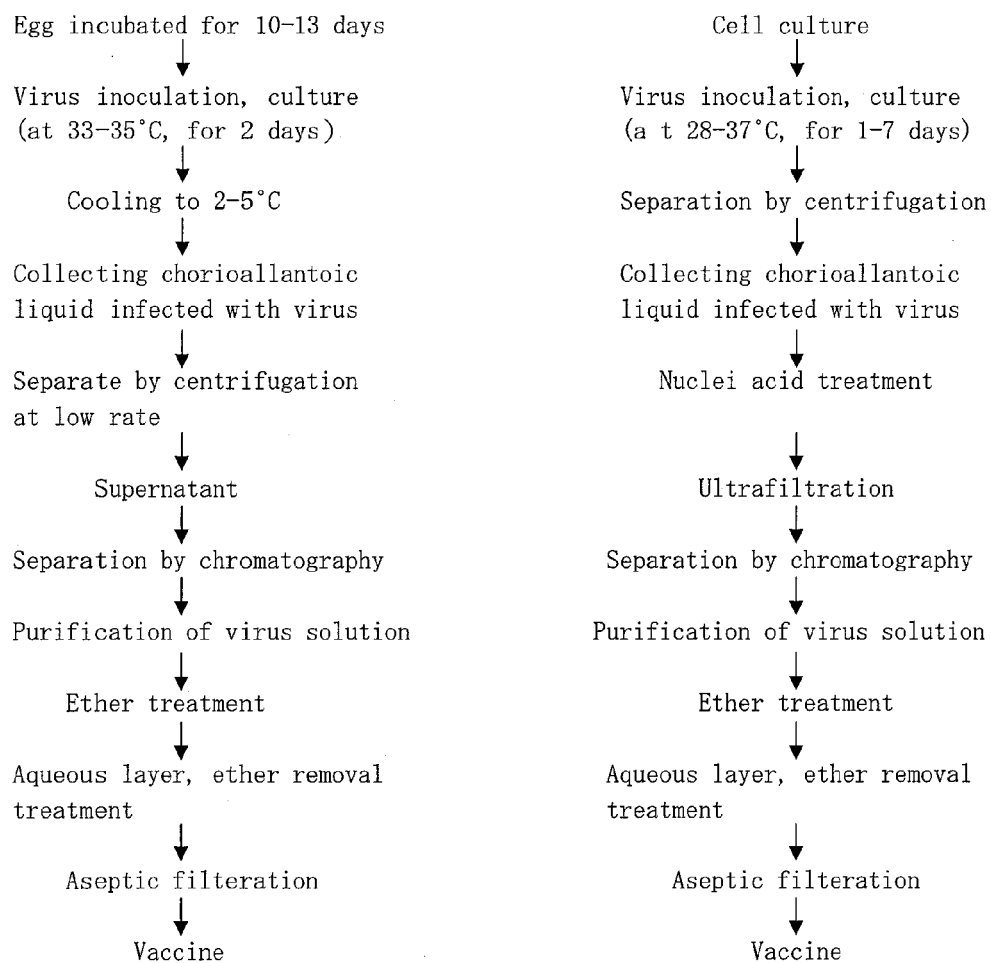 Egg incubated for 10-13 days
Virus inoculation, culture
(at 33-35°C, for 2 days)
Cooling to 2-5°C
Collecting chorioallantoic
liquid infected with virus
Separate by centrifugation
at low rate
Supernatant
Separation by chromatography
Purification of virus solution
Ether treatment
Aqueous layer, ether removal
treatment
Aseptic filteration
Vaccine
Cell culture
Virus inoculation, culture
(a t 28-37°C, for 1-7 days)
Separation by centrifugation
Collecting chorioallantoic
liquid infected with virus
Nuclei acid treatment
Ultrafiltration
Separation by chromatography
Purification of virus solution
Ether treatment
Aqueous layer, ether removal
treatment
Aseptic filteration
Vaccine